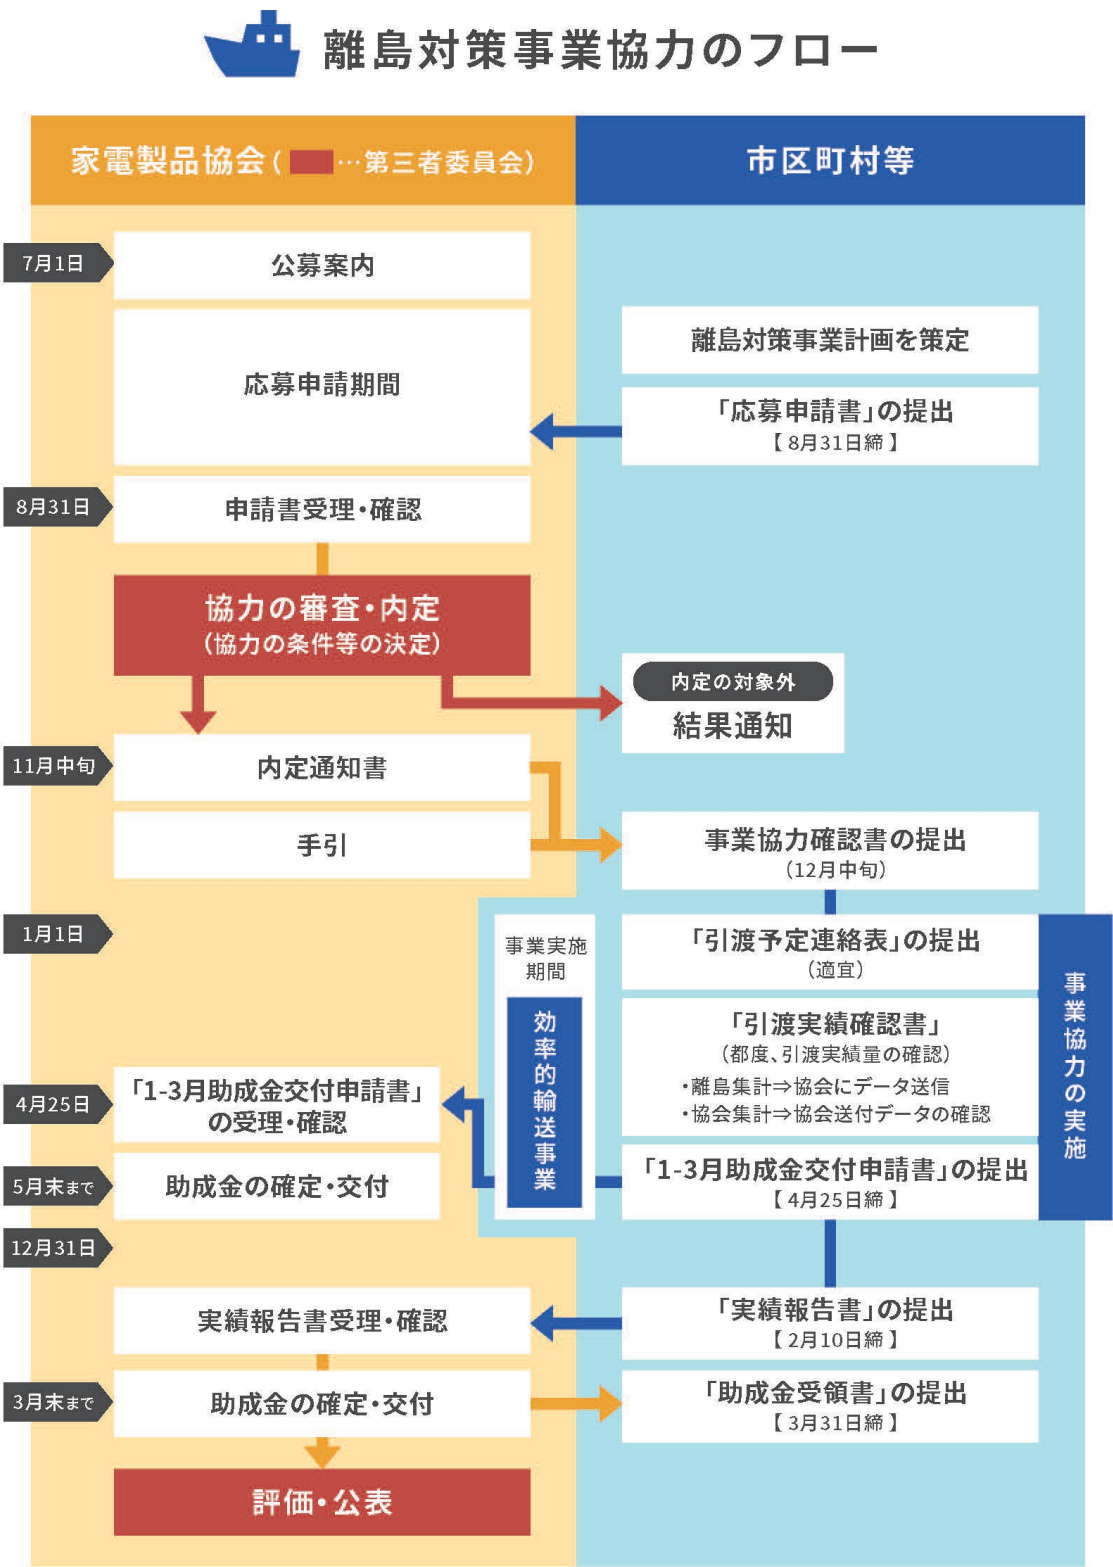 離島対策事業協力のフロー
家電製品協会（ …第三者委員会）
市区町村等
7月1日
公募案内
応募申請期間
離島対策事業計画を策定
「応募申請書」の提出
【 8月31日締 】
8月31日
申請書受理・確認
協力の審査・内定
（協力の条件等の決定）
内定の対象外
結果通知
11月中旬
内定通知書
手引
事業協力確認書の提出
（12月中旬）
1月1日
事業実施
期間
効率的輸送事業
「引渡予定連絡表」の提出
（適宜）
「引渡実績確認書」
（都度、引渡実績量の確認）
・離島集計⇒協会にデータ送信
・協会集計⇒協会送付データの確認
事業協力の実施
4月25日
「1-3月助成金交付申請書」
の受理・確認
「1-3月助成金交付申請書」の提出
【 4月25日締 】
5月末まで
助成金の確定・交付
12月31日
実績報告書受理・確認
「実績報告書」の提出
【 2月10日締 】
3月末まで
助成金の確定・交付
「助成金受領書」の提出
【 3月31日締 】
評価・公表